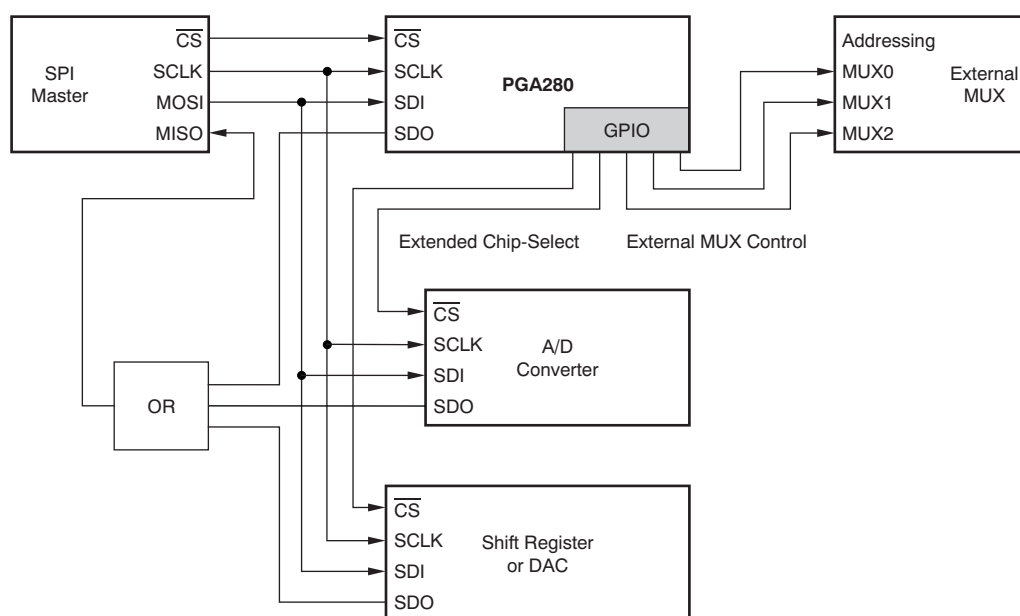 SPI
Master
CS
SCLK
MOSI
MISO
CS
SCLK
SDI
SDO
PGA280
GPIO
Addressing
MUX0
MUX1
MUX2
External
MUX
Extended Chip-Select
External MUX Control
CS
SCLK
SDI
SDO
A/D
Converter
OR
CS
SCLK
SDI
SDO
Shift Register
or DAC